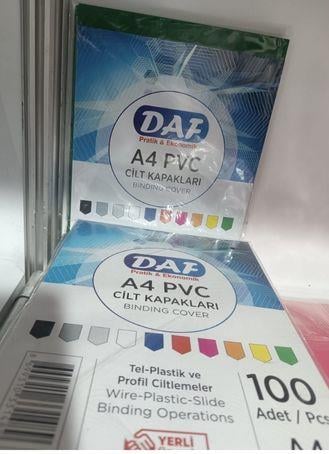 DAF
Pratik & Ekonomik
A4 PVC
CİLT KAPAKLARI
BINDING COVER
DAF
Pratik & Ekonomik
A4 PVC
CİLT KAPAKLARI
BINDING COVER
Tel-Plastik ve
Profil Ciltlemeler
Wire-Plastic-Slide
Binding Operations
100
Adet / Pcs
YERLİ